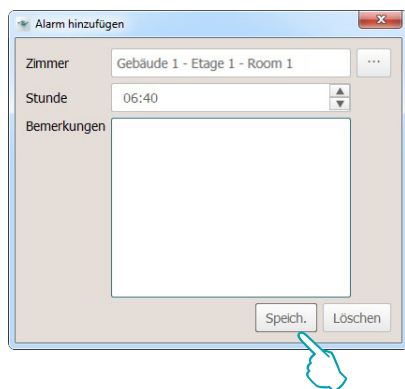 Alarm hinzufügen
Zimmer Gebäude 1 - Etage 1 - Room 1 ...
Stunde 06:40
Bemerkungen
Speich. Löschen